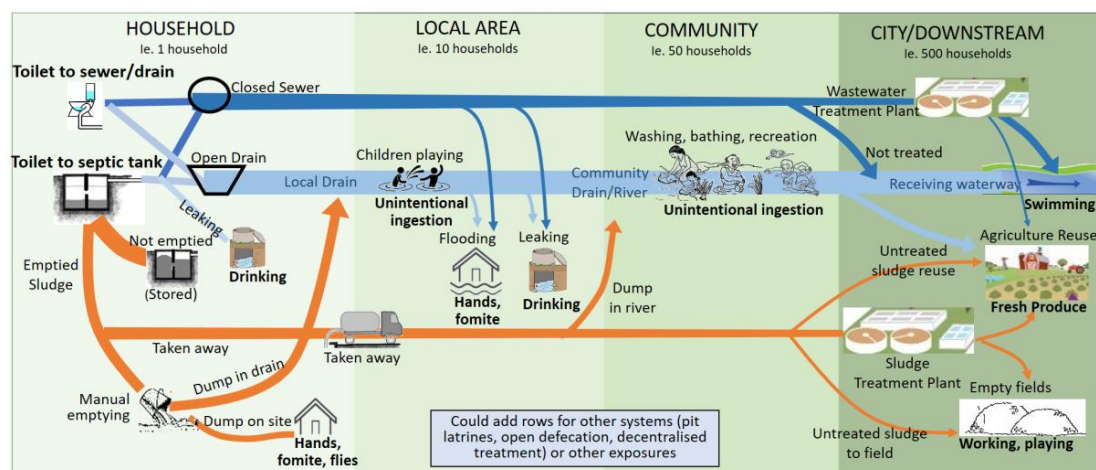 HOUSEHOLD
Ie. 1 household
LOCAL AREA
Ie. 10 households
COMMUNITY
Ie. 50 households
CITY/DOWNSTREAM
Ie. 500 households
Toilet to sewer/drain
Closed Sewer
Wastewater
Treatment Plant
Toilet to septic tank
Open Drain
Local Drain
Children playing
Unintentional
ingestion
Community
Drain/River
Washing, bathing, recreation
Unintentional ingestion
Not treated
Receiving waterway
Swimming
Leaking
Drinking
Not emptied
(Stored)
Emptied
Sludge
Flooding
Hands,
fomite
Leaking
Drinking
Dump
in river
Untreated
sludge reuse
Agriculture Reuse
Fresh Produce
Taken away
Taken away
Sludge
Treatment Plant
Manual
emptying
Dump in drain
Dump on site
Hands,
fomite, flies
Could add rows for other systems (pit
latrines, open defecation, decentralised
treatment) or other exposures
Untreated sludge
to field
Empty fields
Working, playing